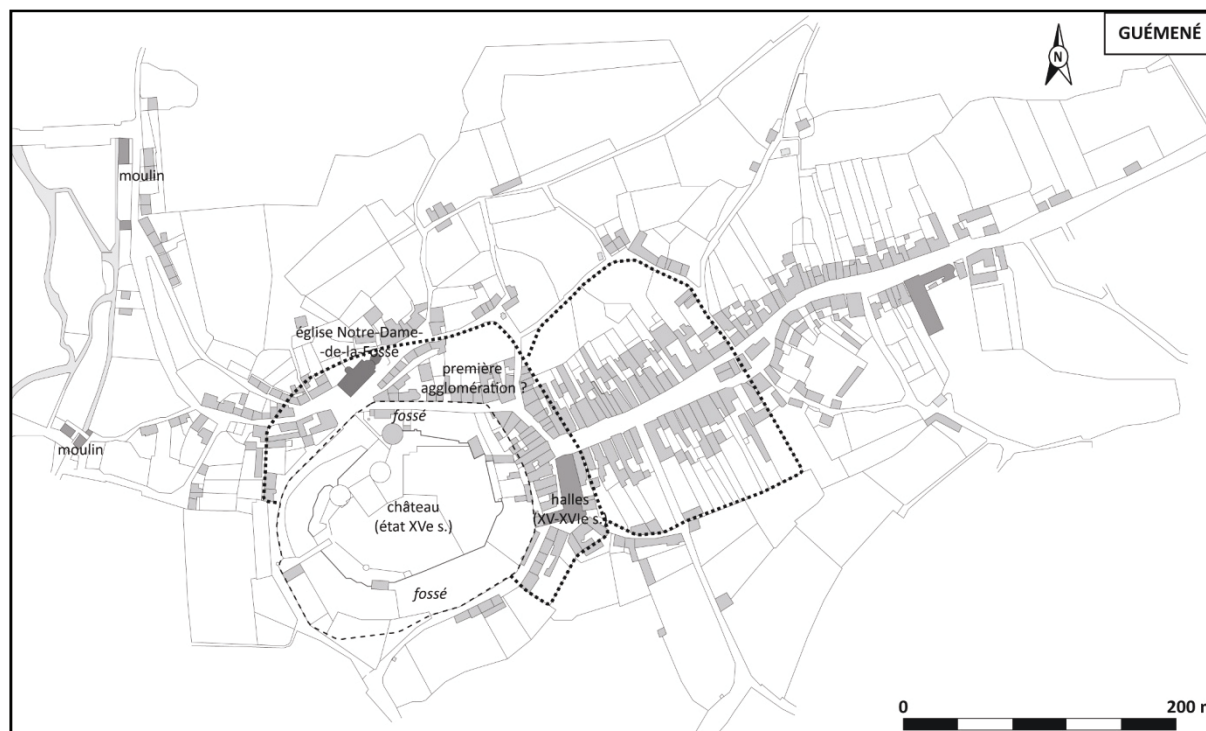 GUÉMENÉ
N
moulin
église Notre-Dame-
-de-la-Fosse
première
agglomération ?
fossé
moulin
château
(état XVe s.)
halles
(XV-XVIe s.)
fossé
0
200 m